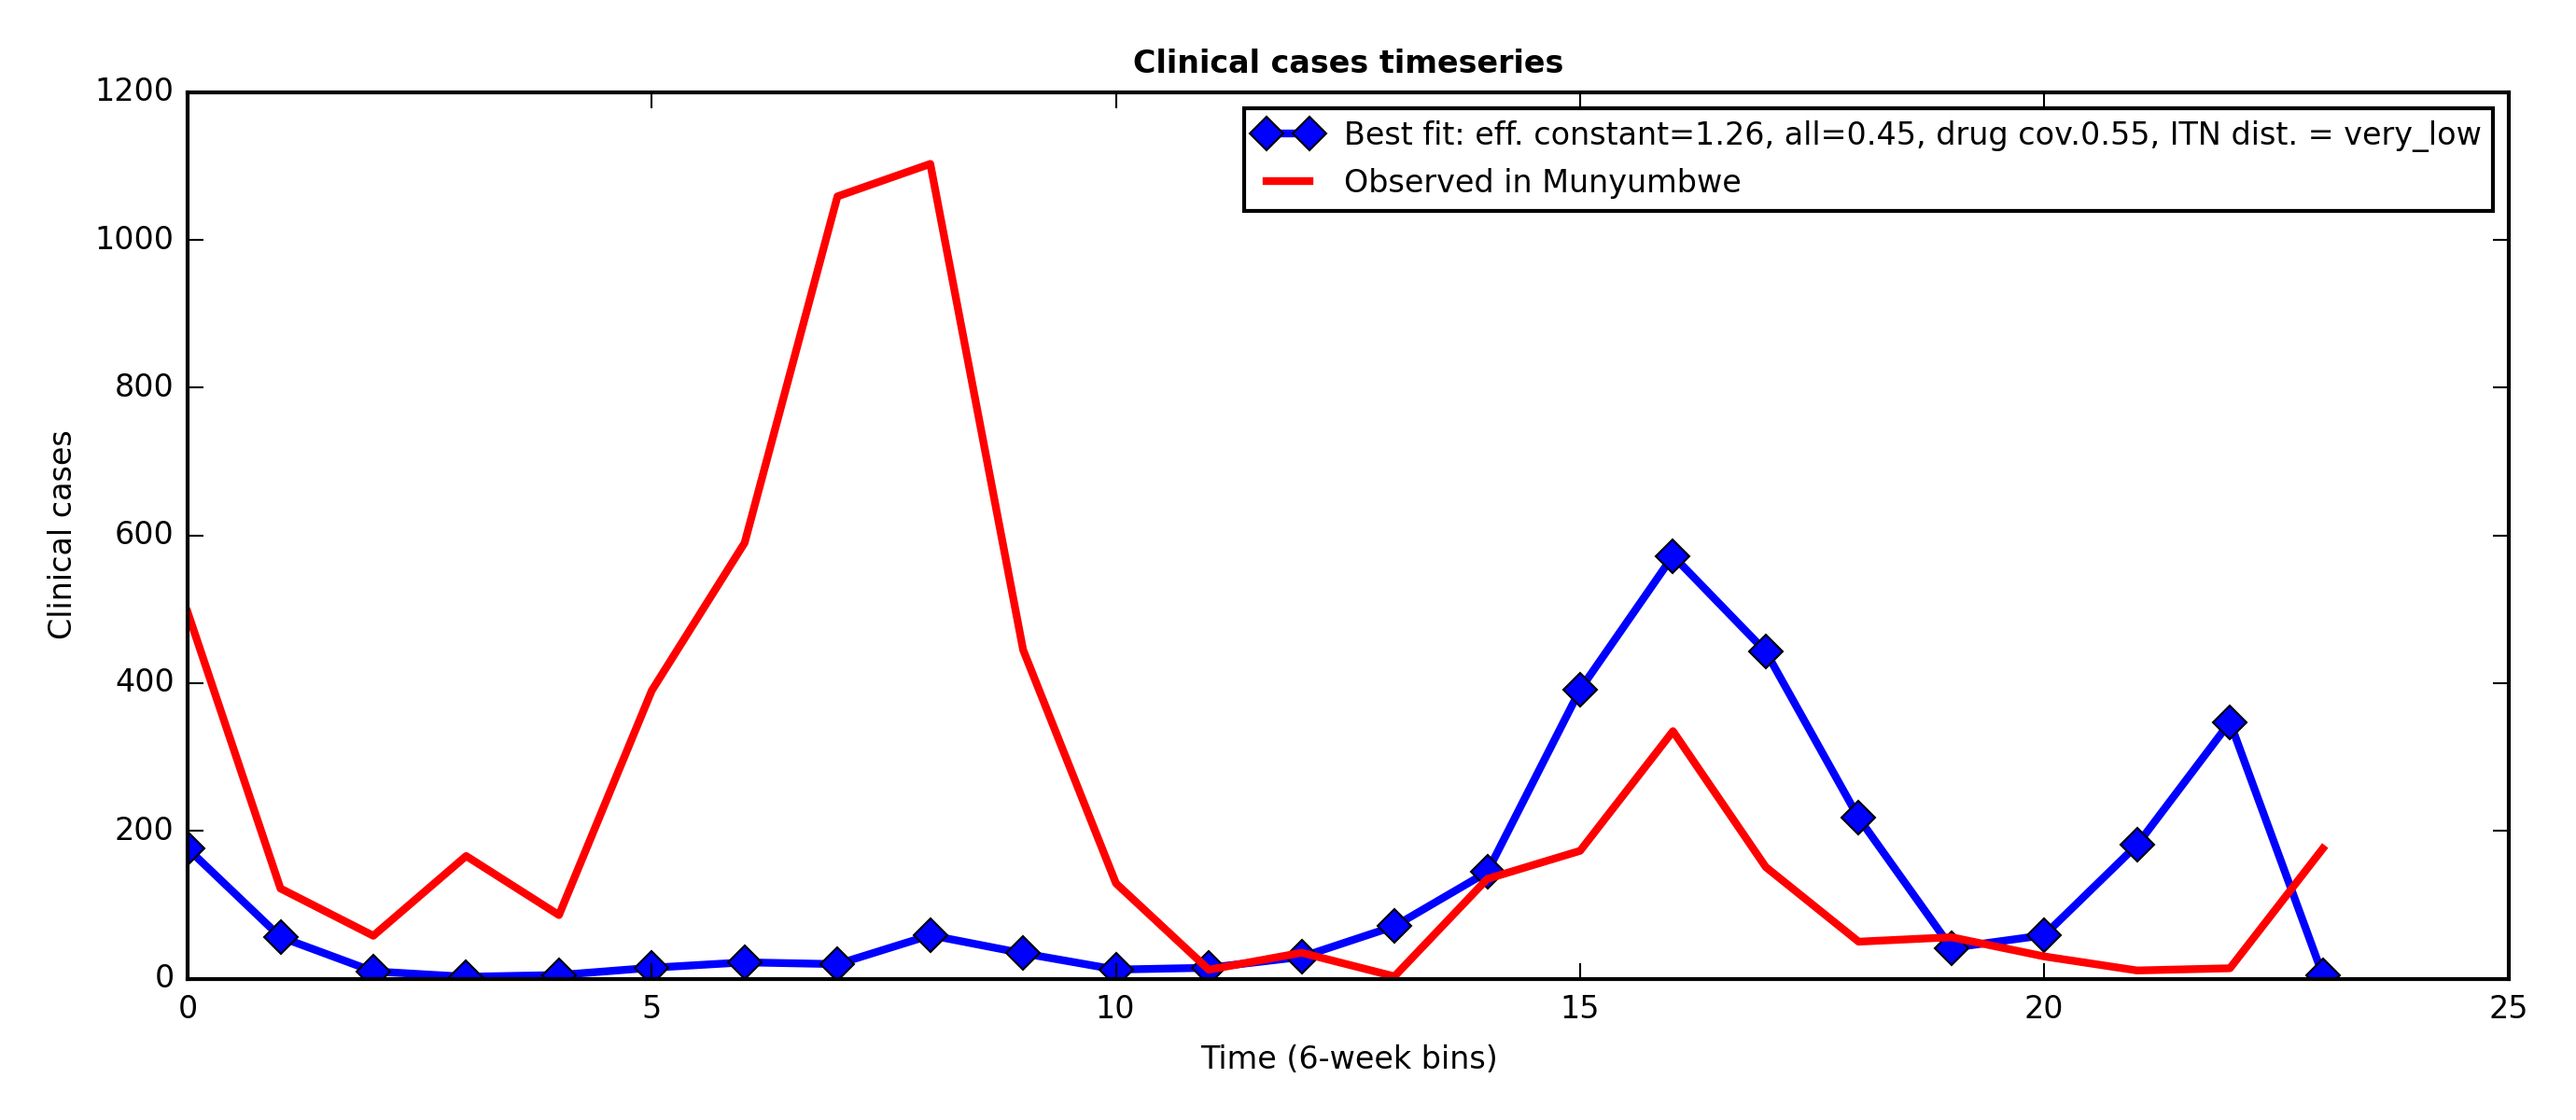 Clinical cases timeseries
1200
1000
800
600
400
200
0
Clinical cases
Best fit: eff. constant=1.26, all=0.45, drug cov.0.55, ITN dist. = very_low
Observed in Munyumbwe
0 5 10 15 20 25
Time (6-week bins)